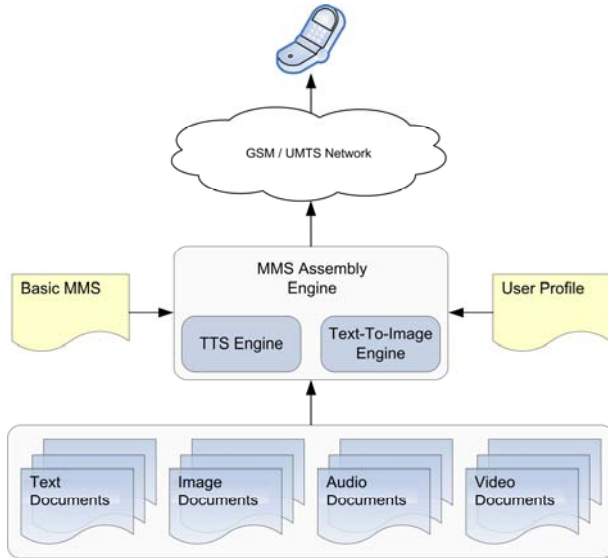 GSM / UMTS Network
MMS Assembly
Engine
Basic MMS
User Profile
TTS Engine
Text-To-Image
Engine
Text
Documents
Image
Documents
Audio
Documents
Video
Documents